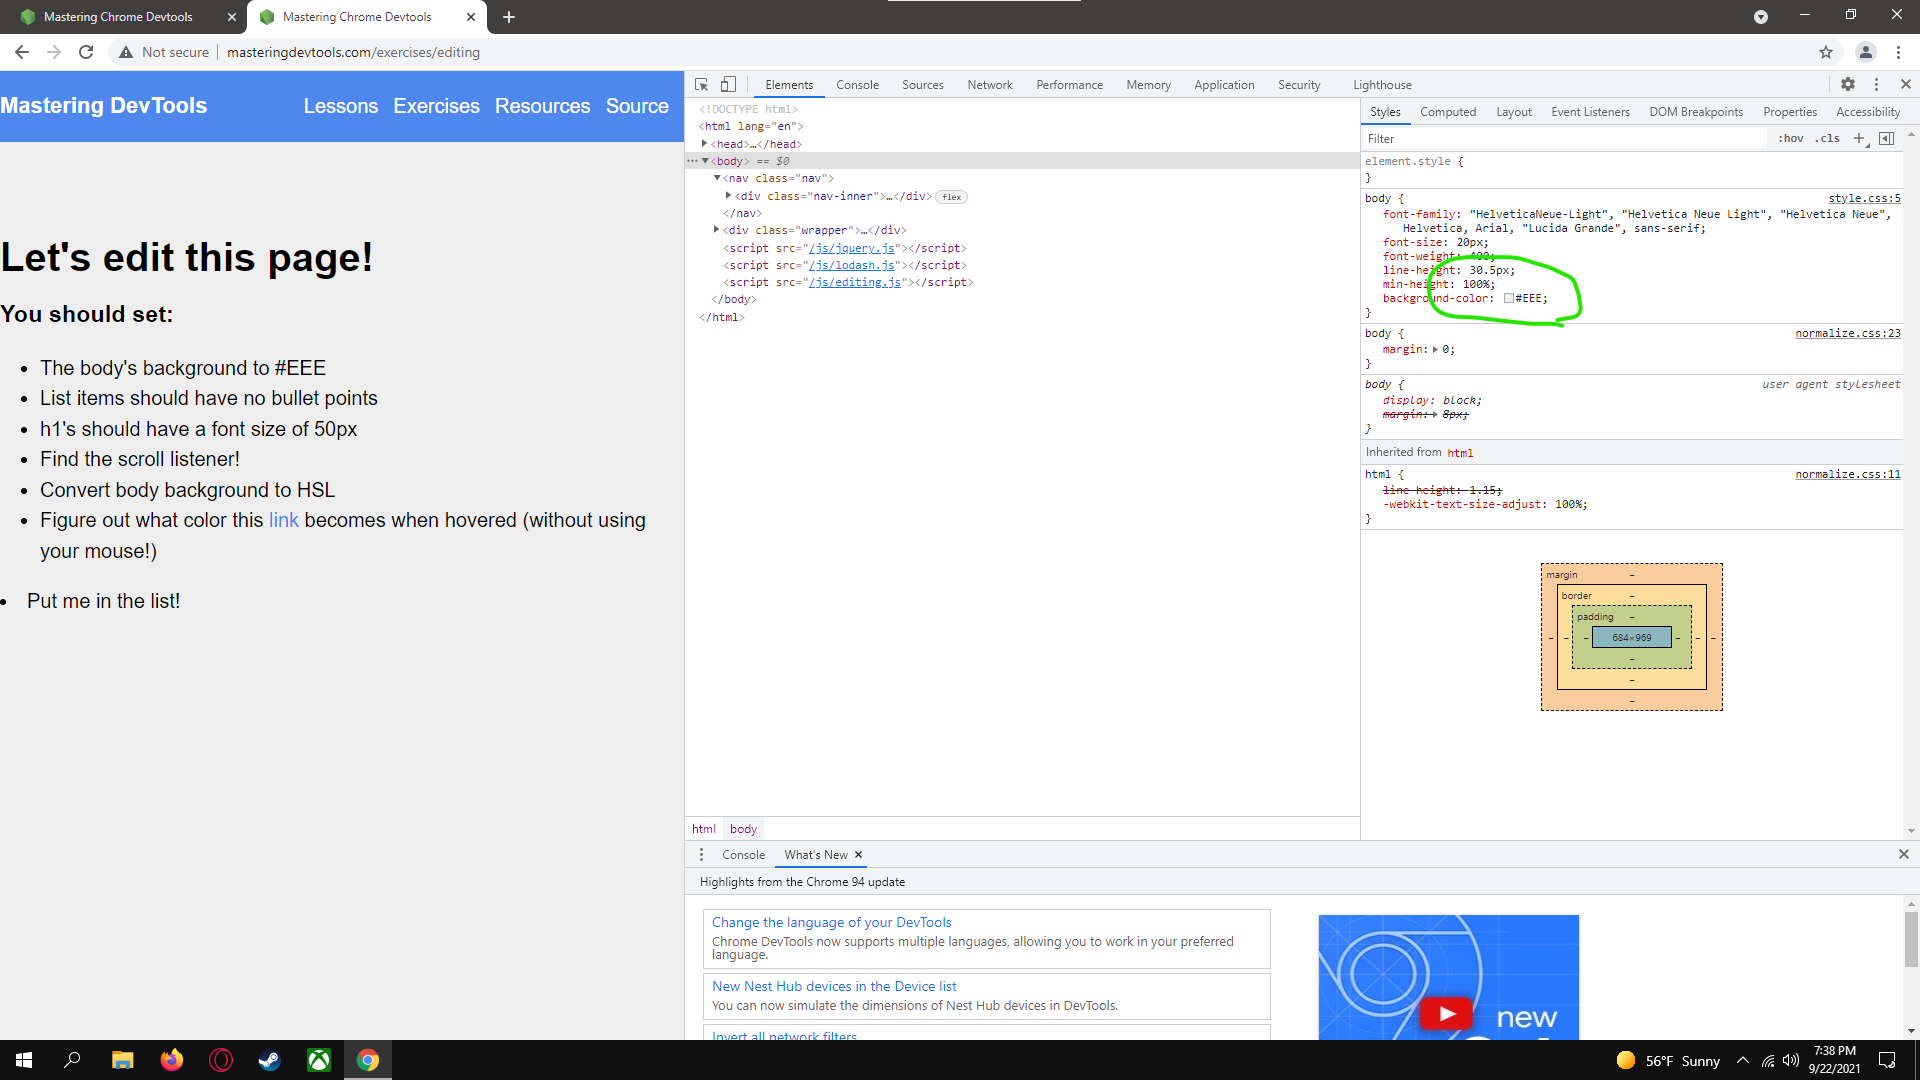 Mastering Chrome Devtools
Mastering Chrome Devtools
Not secure
masteringdevtools.com/exercises/editing
Mastering DevTools
Lessons Exercises Resources Source
Let's edit this page!
You should set:
• The body's background to #EEE
• List items should have no bullet points
• h1's should have a font size of 50px
• Find the scroll listener!
• Convert body background to HSL
• Figure out what color this link becomes when hovered (without using
your mouse!)
• Put me in the list!
Elements Console Sources Network Performance Memory Application Security Lighthouse
<!DOCTYPE html>
<html lang="en">
<head>…</head>
<body> == $0
<nav class="nav">
<div class="nav-inner">…</div> flex
</nav>
<div class="wrapper">…</div>
<script src="/js/jquery.js"></script>
<script src="/js/lodash.js"></script>
<script src="/js/editing.js"></script>
</body>
</html>
html body
Styles Computed Layout Event Listeners DOM Breakpoints Properties Accessibility
Filter :hov .cls
element.style {
}
body { style.css:5
font-family: "HelveticaNeue-Light", "Helvetica Neue Light", "Helvetica Neue",
Helvetica, Arial, "Lucida Grande", sans-serif;
font-size: 20px;
font-weight: 400;
line-height: 30.5px;
min-height: 100%;
background-color: #EEE;
}
body { normalize.css:23
margin: 0;
}
body { user agent stylesheet
display: block;
margin: 8px;
}
Inherited from html
html { normalize.css:11
line-height: 1.15;
-webkit-text-size-adjust: 100%;
}
margin –
border –
padding –
– – – 684×969 – – –
–
–
–
Console What's New
Highlights from the Chrome 94 update
Change the language of your DevTools
Chrome DevTools now supports multiple languages, allowing you to work in your preferred
language.
New Nest Hub devices in the Device list
You can now simulate the dimensions of Nest Hub devices in DevTools.
Invert all network filters
new
56°F Sunny
7:38 PM
9/22/2021